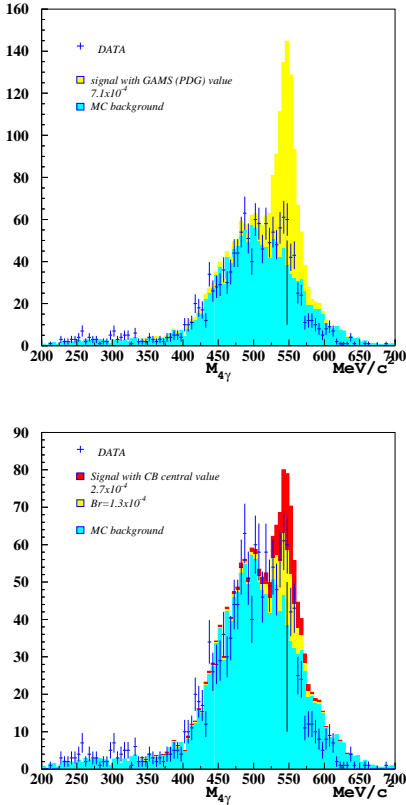 160
140
120
100
80
60
40
20
0
DATA
signal with GAMS (PDG) value
7.1x10⁻⁴
MC background
200 250 300 350 400 450 500 550 600 650 700
M₄γ MeV/c²
90
80
70
60
50
40
30
20
10
0
DATA
Signal with CB central value
2.7x10⁻⁴
Br=1.3x10⁻⁴
MC background
200 250 300 350 400 450 500 550 600 650 700
M₄γ MeV/c²